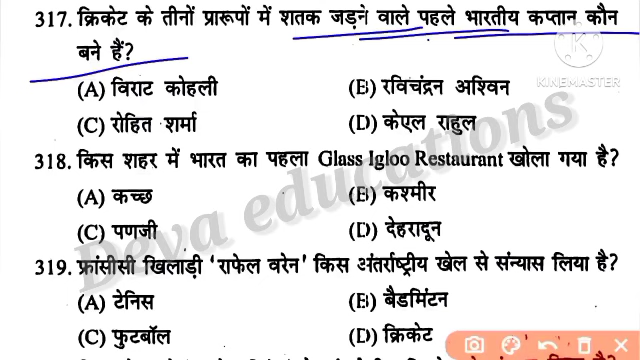 317. क्रिकेट के तीनों प्रारूपों में शतक जड़ने वाले पहले भारतीय कप्तान कौन
बने हैं?
KINEMASTER
(A) विराट कोहली (B) रविचंद्रन अश्विन
(C) रोहित शर्मा (D) केएल राहुल
318. किस शहर में भारत का पहला Glass Igloo Restaurant खोला गया है?
(A) कच्छ (B) कश्मीर
(C) पणजी (D) देहरादून
Deva educations
319. फ्रांसीसी खिलाड़ी 'राफेल वरेन' किस अंतर्राष्ट्रीय खेल से संन्यास लिया है?
(A) टेनिस (B) बैडमिंटन
(C) फुटबॉल (D) क्रिकेट